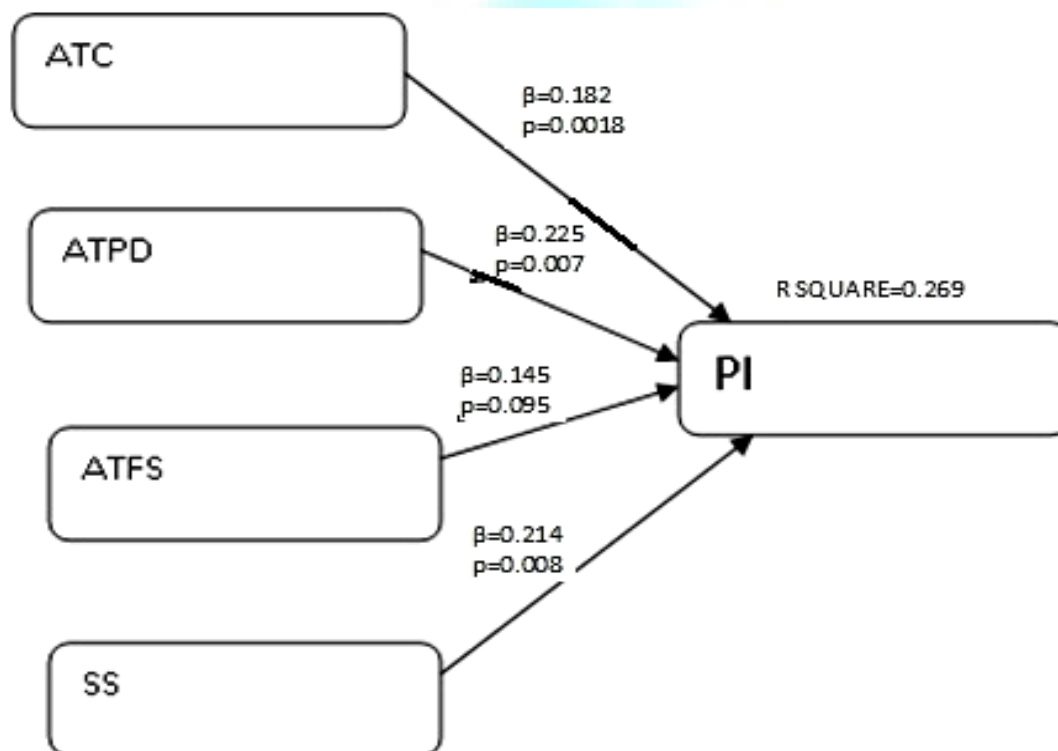 ATC
β=0.182
p=0.0018
ATPD
β=0.225
p=0.007
R SQUARE=0.269
PI
β=0.145
p=0.095
ATFS
β=0.214
p=0.008
SS